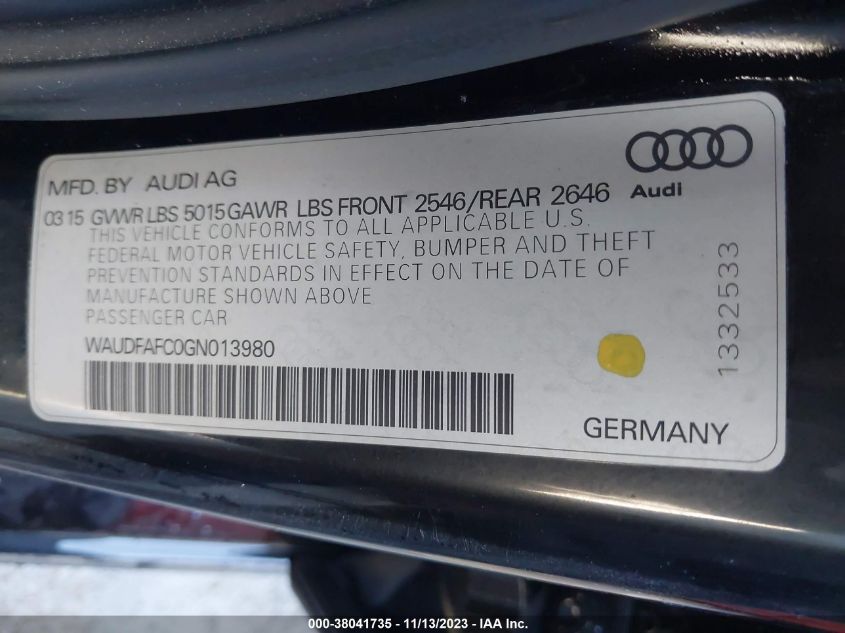 MFD. BY AUDI AG
Audi
03 15 GVWR LBS 5015 GAWR LBS FRONT 2546/REAR 2646
THIS VEHICLE CONFORMS TO ALL APPLICABLE U.S.
FEDERAL MOTOR VEHICLE SAFETY, BUMPER AND THEFT
PREVENTION STANDARDS IN EFFECT ON THE DATE OF
MANUFACTURE SHOWN ABOVE
PASSENGER CAR
WAUDFAFC0GN013980
1332533
GERMANY
000-38041735 - 11/13/2023 - IAA Inc.